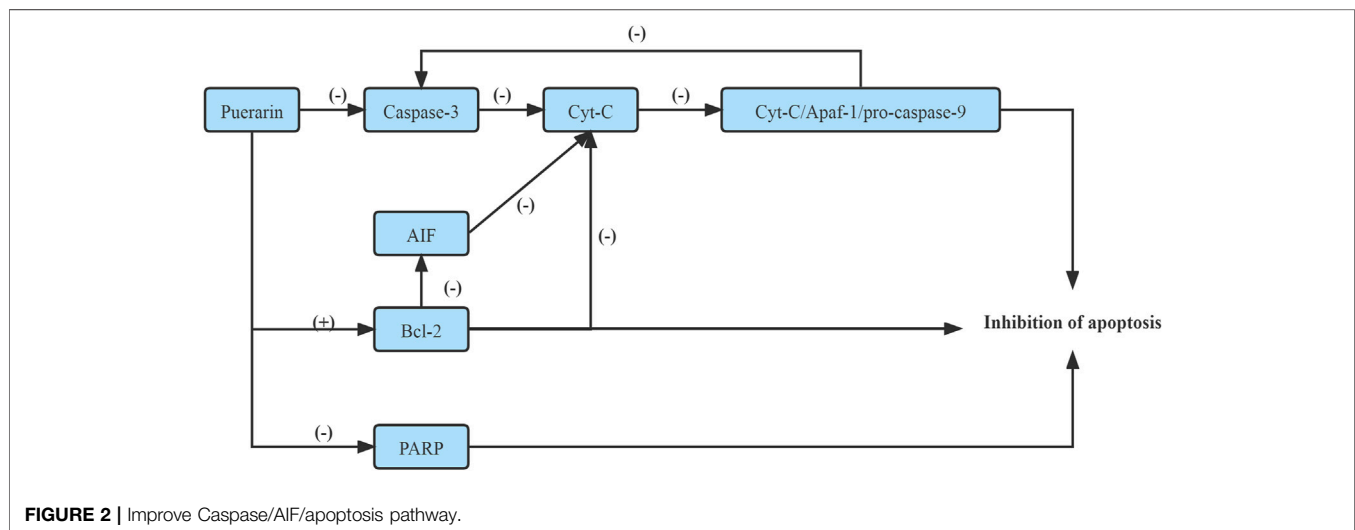 (-)
Puerarin
(-)
Caspase-3
(-)
Cyt-C
(-)
Cyt-C/Apaf-1/pro-caspase-9
AIF
(-)
(-)
(-)
(+)
Bcl-2
Inhibition of apoptosis
(-)
PARP
FIGURE 2 | Improve Caspase/AIF/apoptosis pathway.